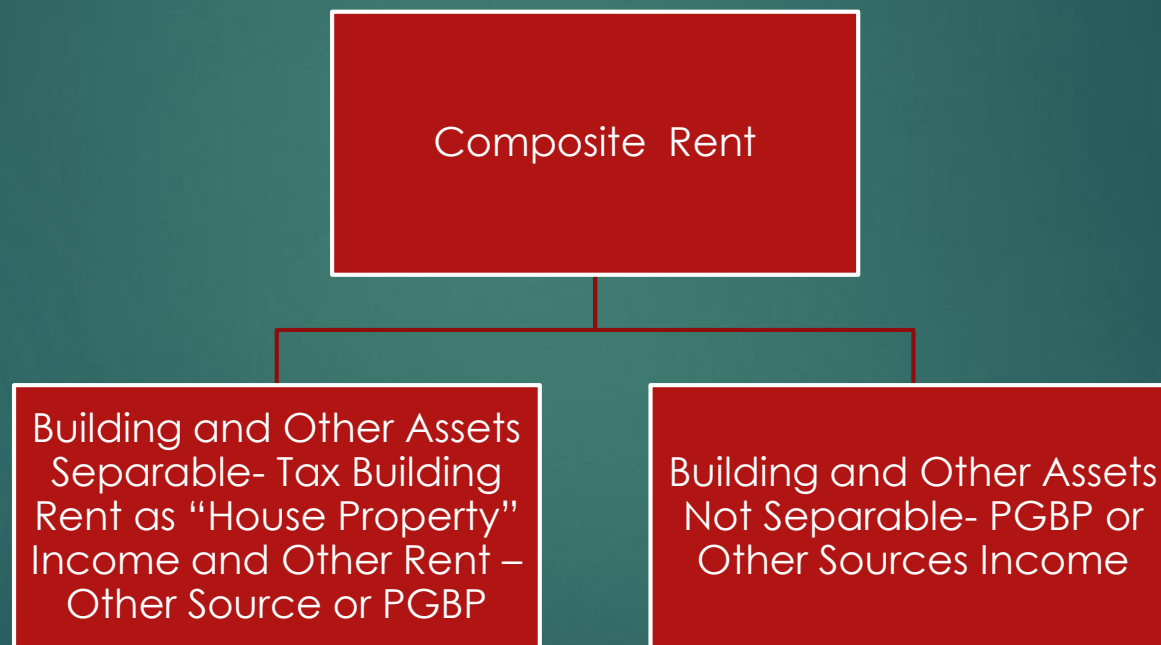 Composite Rent
Building and Other Assets
Separable- Tax Building
Rent as “House Property”
Income and Other Rent –
Other Source or PGBP
Building and Other Assets
Not Separable- PGBP or
Other Sources Income